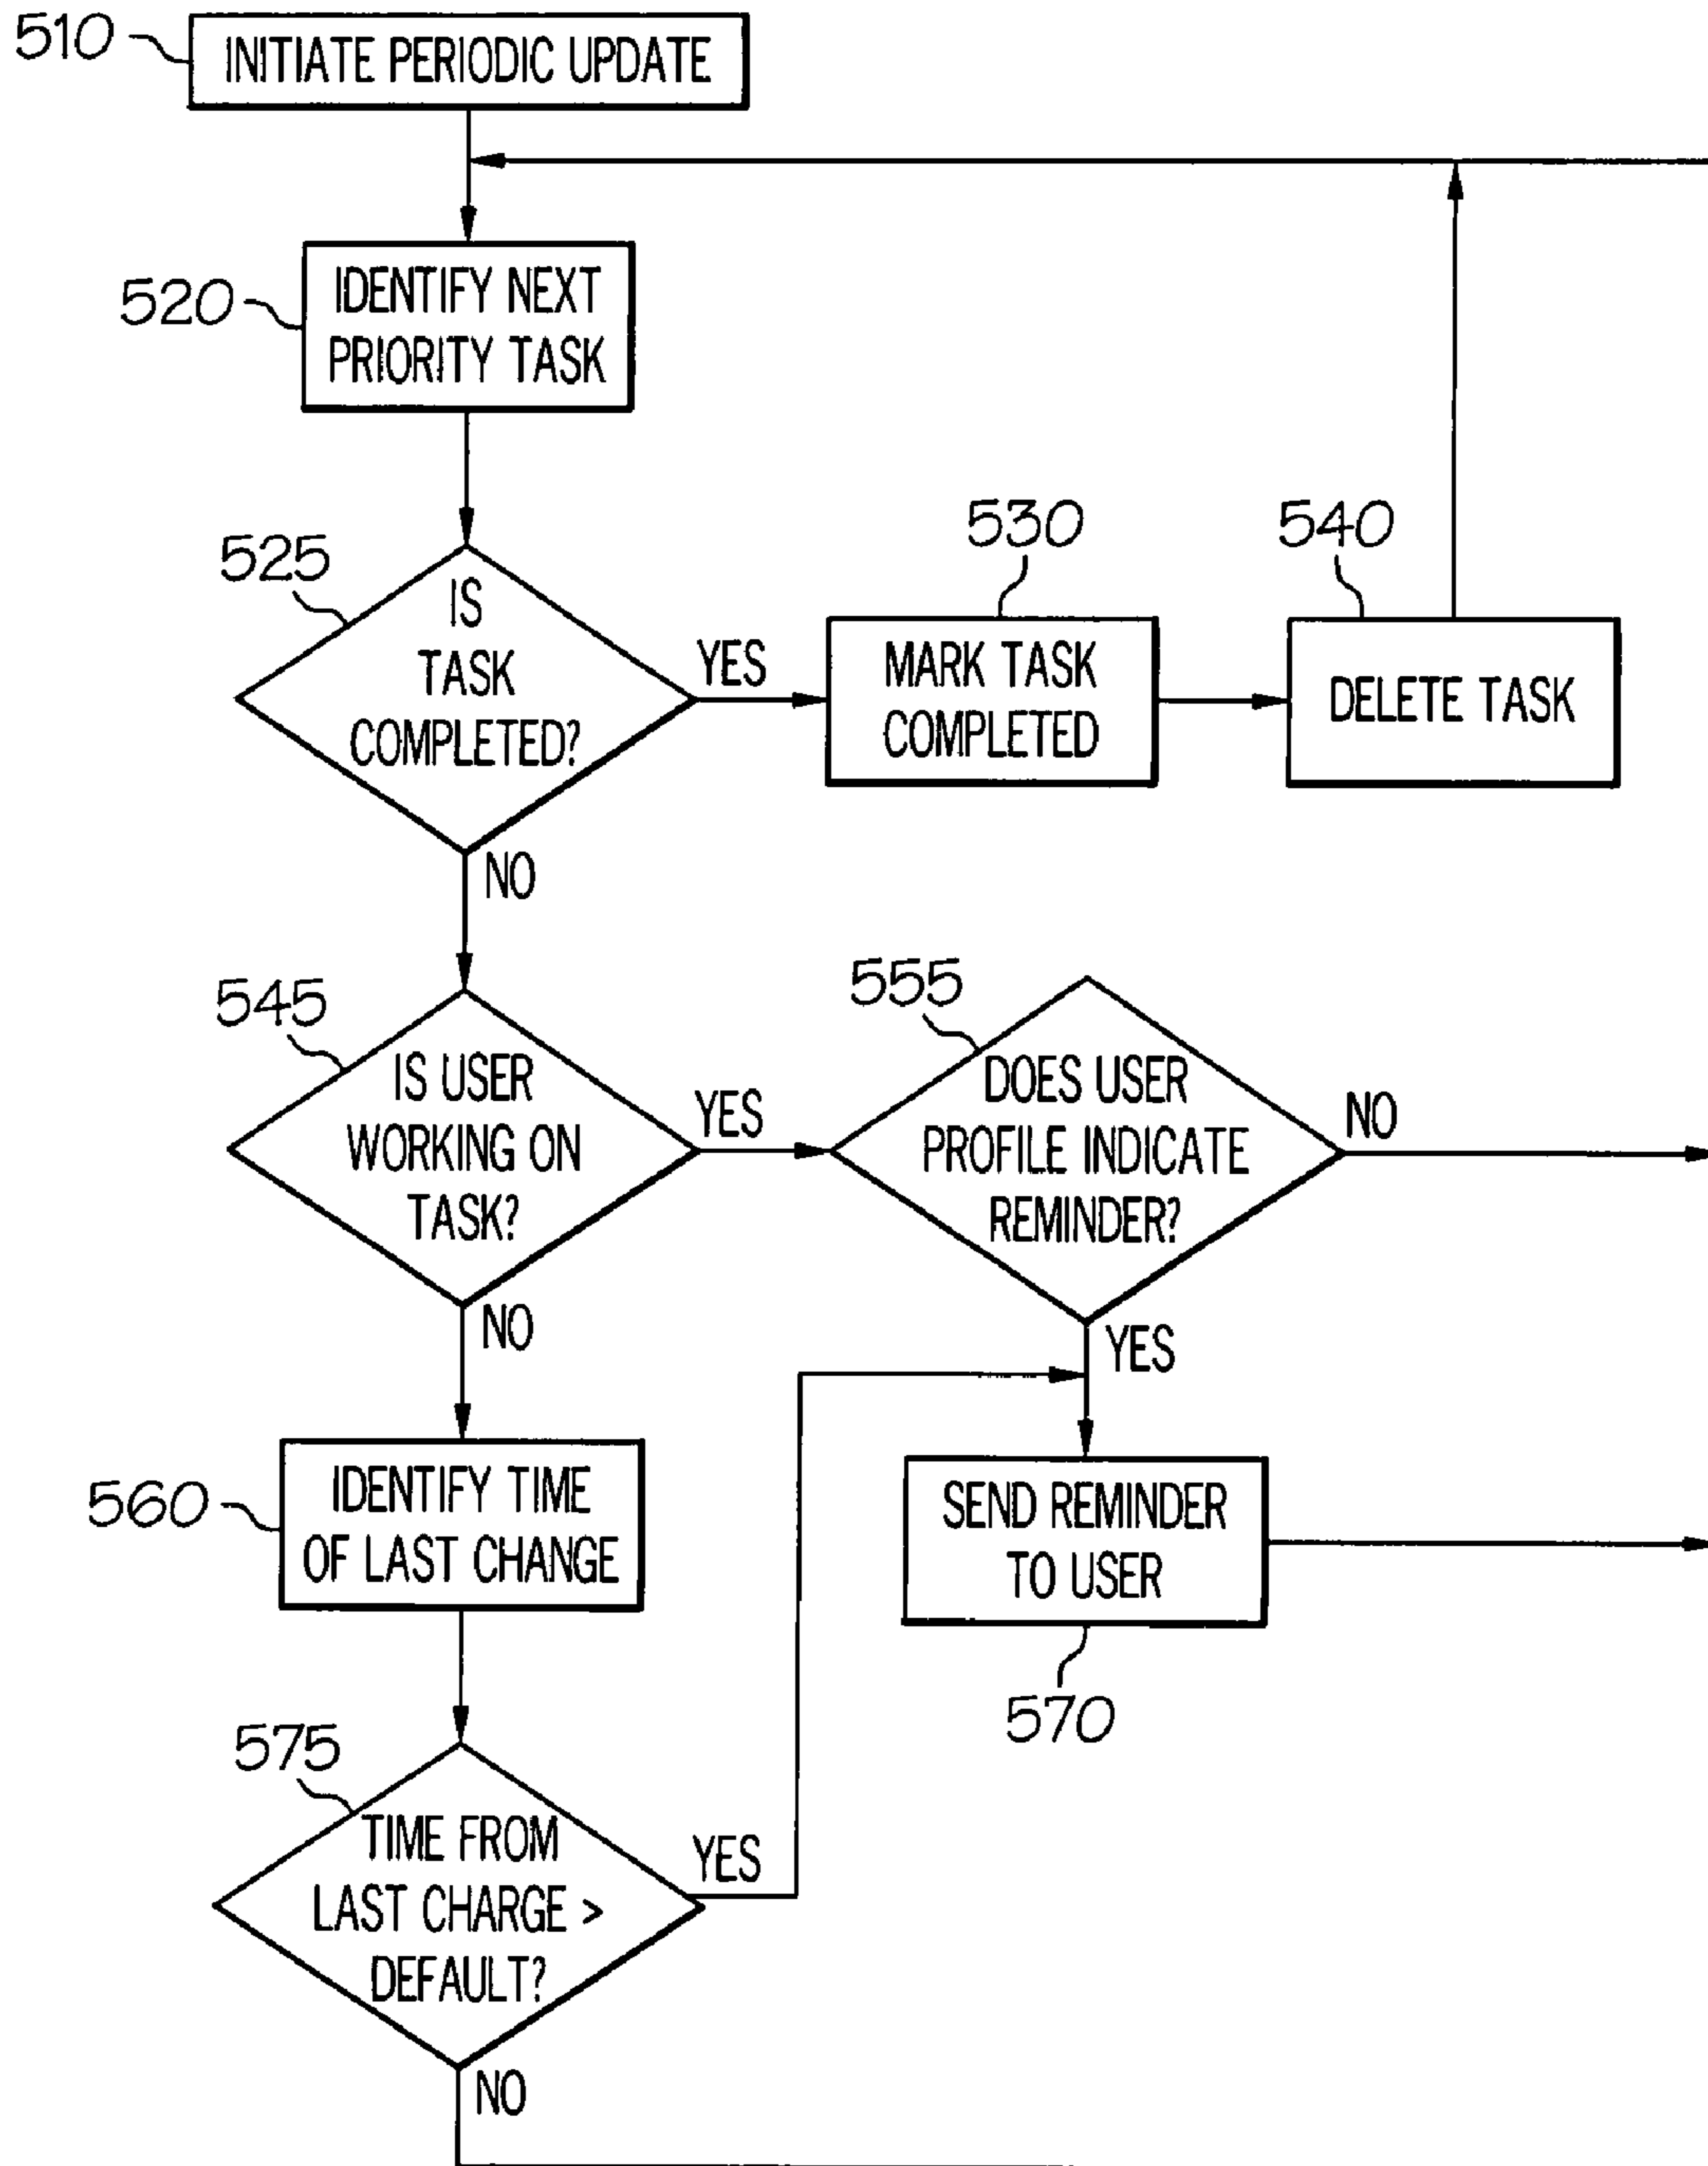 510
INITIATE PERIODIC UPDATE
520
IDENTIFY NEXT
PRIORITY TASK
525
IS
TASK
COMPLETED?
YES
530
MARK TASK
COMPLETED
540
DELETE TASK
NO
545
IS USER
WORKING ON
TASK?
YES
555
DOES USER
PROFILE INDICATE
REMINDER?
NO
NO
YES
560
IDENTIFY TIME
OF LAST CHANGE
SEND REMINDER
TO USER
570
575
TIME FROM
LAST CHARGE >
DEFAULT?
YES
NO